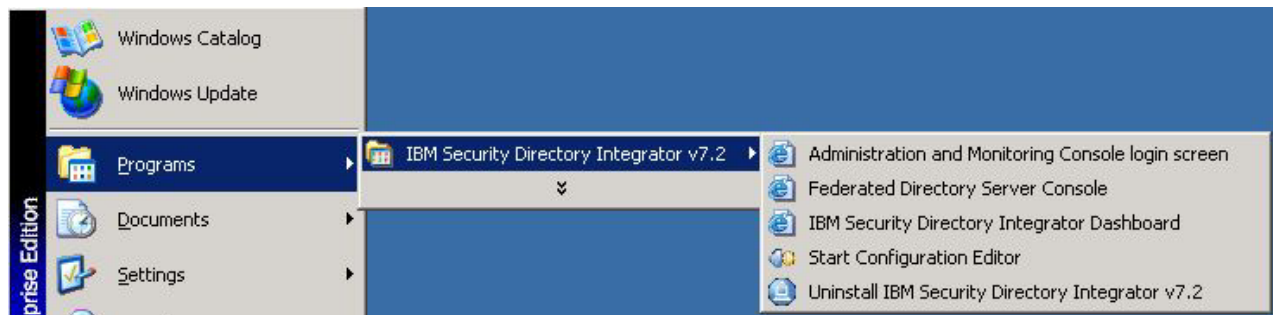 Windows Catalog
Windows Update
Programs
Documents
Settings
prise Edition
IBM Security Directory Integrator v7.2
Administration and Monitoring Console login screen
Federated Directory Server Console
IBM Security Directory Integrator Dashboard
Start Configuration Editor
Uninstall IBM Security Directory Integrator v7.2